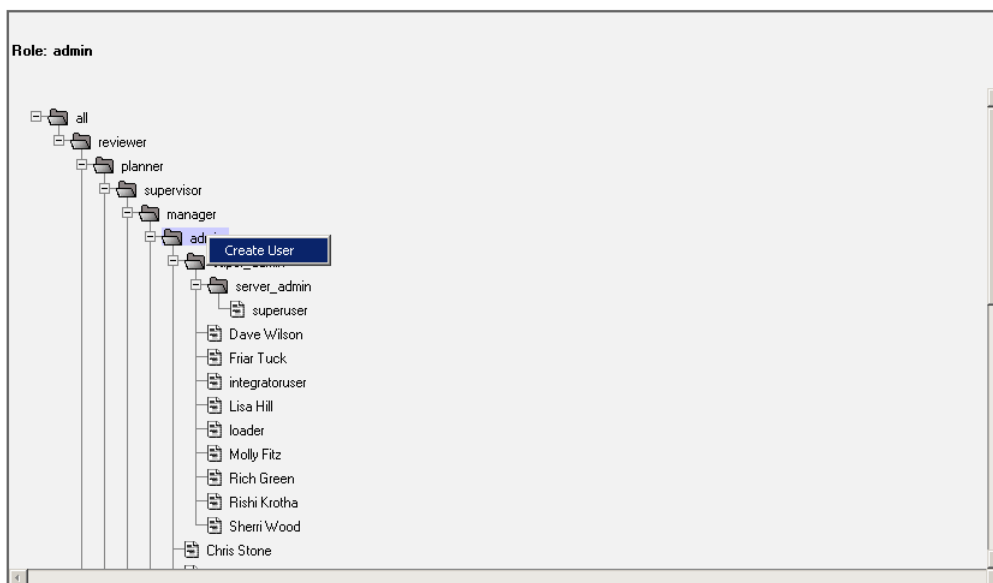 Role: admin
all
reviewer
planner
supervisor
manager
Create User
server_admin
superuser
Dave Wilson
Friar Tuck
integratoruser
Lisa Hill
loader
Molly Fitz
Rich Green
Rishi Krotha
Sherri Wood
Chris Stone